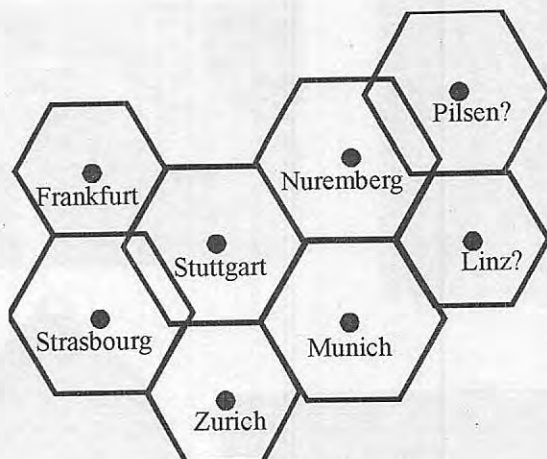 Pilsen?
Nuremberg
Frankfurt
Stuttgart
Linz?
Strasbourg
Munich
Zurich